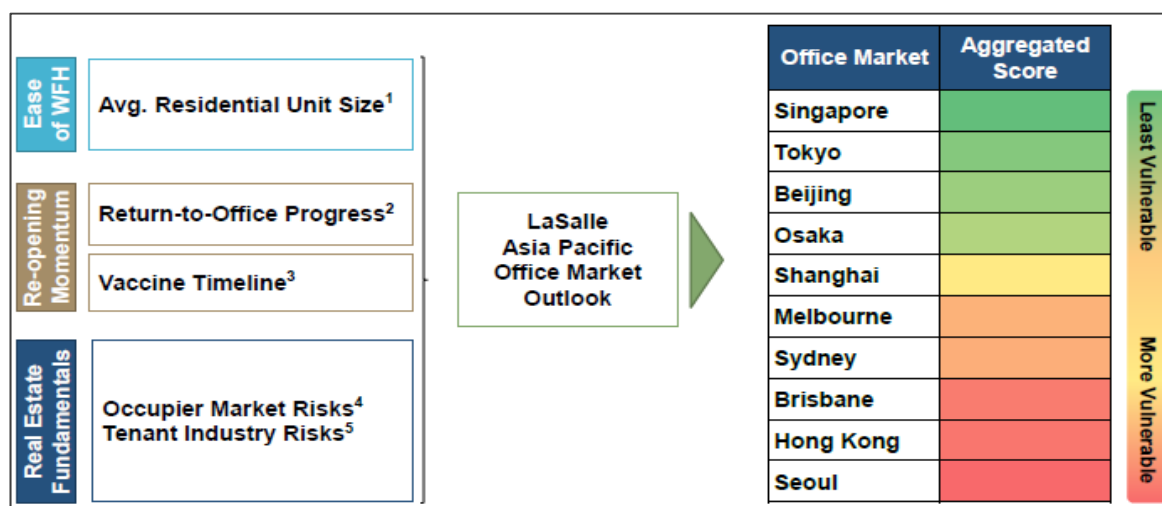 Ease
of WFH
Avg. Residential Unit Size1
Re-opening
Momentum
Return-to-Office Progress2
Vaccine Timeline3
Real Estate
Fundamentals
Occupier Market Risks4
Tenant Industry Risks5
LaSalle
Asia Pacific
Office Market
Outlook
Office Market
Aggregated
Score
Singapore
Tokyo
Beijing
Osaka
Shanghai
Melbourne
Sydney
Brisbane
Hong Kong
Seoul
Least Vulnerable
More Vulnerable